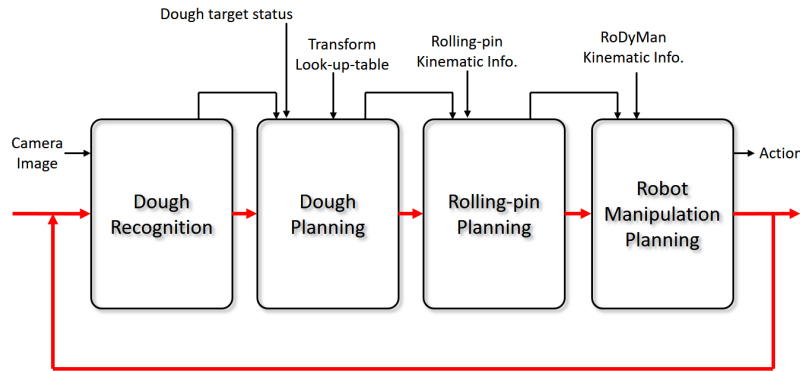 Dough target status
Transform
Look-up-table
Rolling-pin
Kinematic Info.
RoDyMan
Kinematic Info.
Camera
Image
Dough
Recognition
Dough
Planning
Rolling-pin
Planning
Robot
Manipulation
Planning
Action